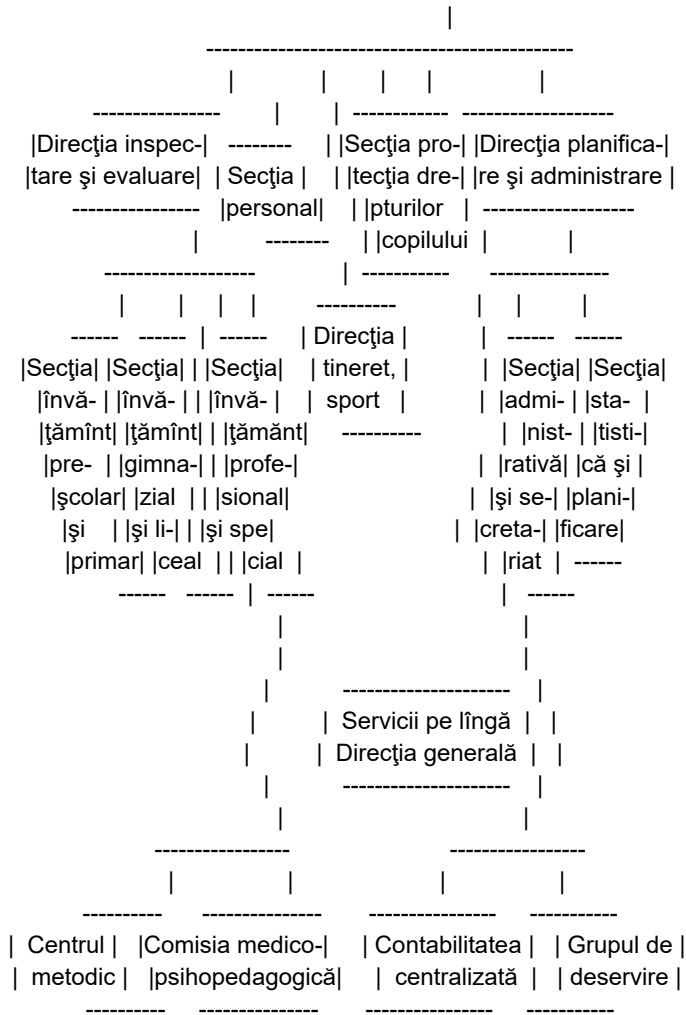 |
----------------------------------------------
| | | | |
---------------- | | ------------ -------------------
|Direcţia inspec-| -------- | |Secţia pro-| |Direcţia planifica-|
|tare şi evaluare| | Secţia | | |tecţia dre-| |re şi administrare |
---------------- |personal| | |pturilor | -------------------
| -------- | |copilului | |
------------------- | ----------- ---------------
| | | | ---------- | | |
------ ------ | ------ | Direcţia | | ------ ------
|Secţia| |Secţia| | |Secţia | tineret, | | |Secţia| |Secţia|
|învă- | |învă- | | |învă- | | sport | | |admi- | |sta- |
|ţămînt| |ţămînt| | |ţămănt| ---------- | |nist- | |tisti-|
|pre- | |gimna-| | |profe-| | |rativă| |că şi |
|şcolar| |zial | | |sional| | |şi se-| |plani-|
|şi | |şi li-| | |şi spe| | |creta-| |ficare|
|primar| |ceal | | |cial | | |riat | ------
------ ------ | ------ | ------
| |
| |
| --------------------- |
| | Servicii pe lîngă | |
| | Direcţia generală | |
| --------------------- |
| |
----------------- -----------------
| | | |
---------- --------------- ---------------- -----------
| Centrul | |Comisia medico-| | Contabilitatea | | Grupul de |
| metodic | |psihopedagogică| | centralizată | | deservire |
---------- --------------- ---------------- -----------